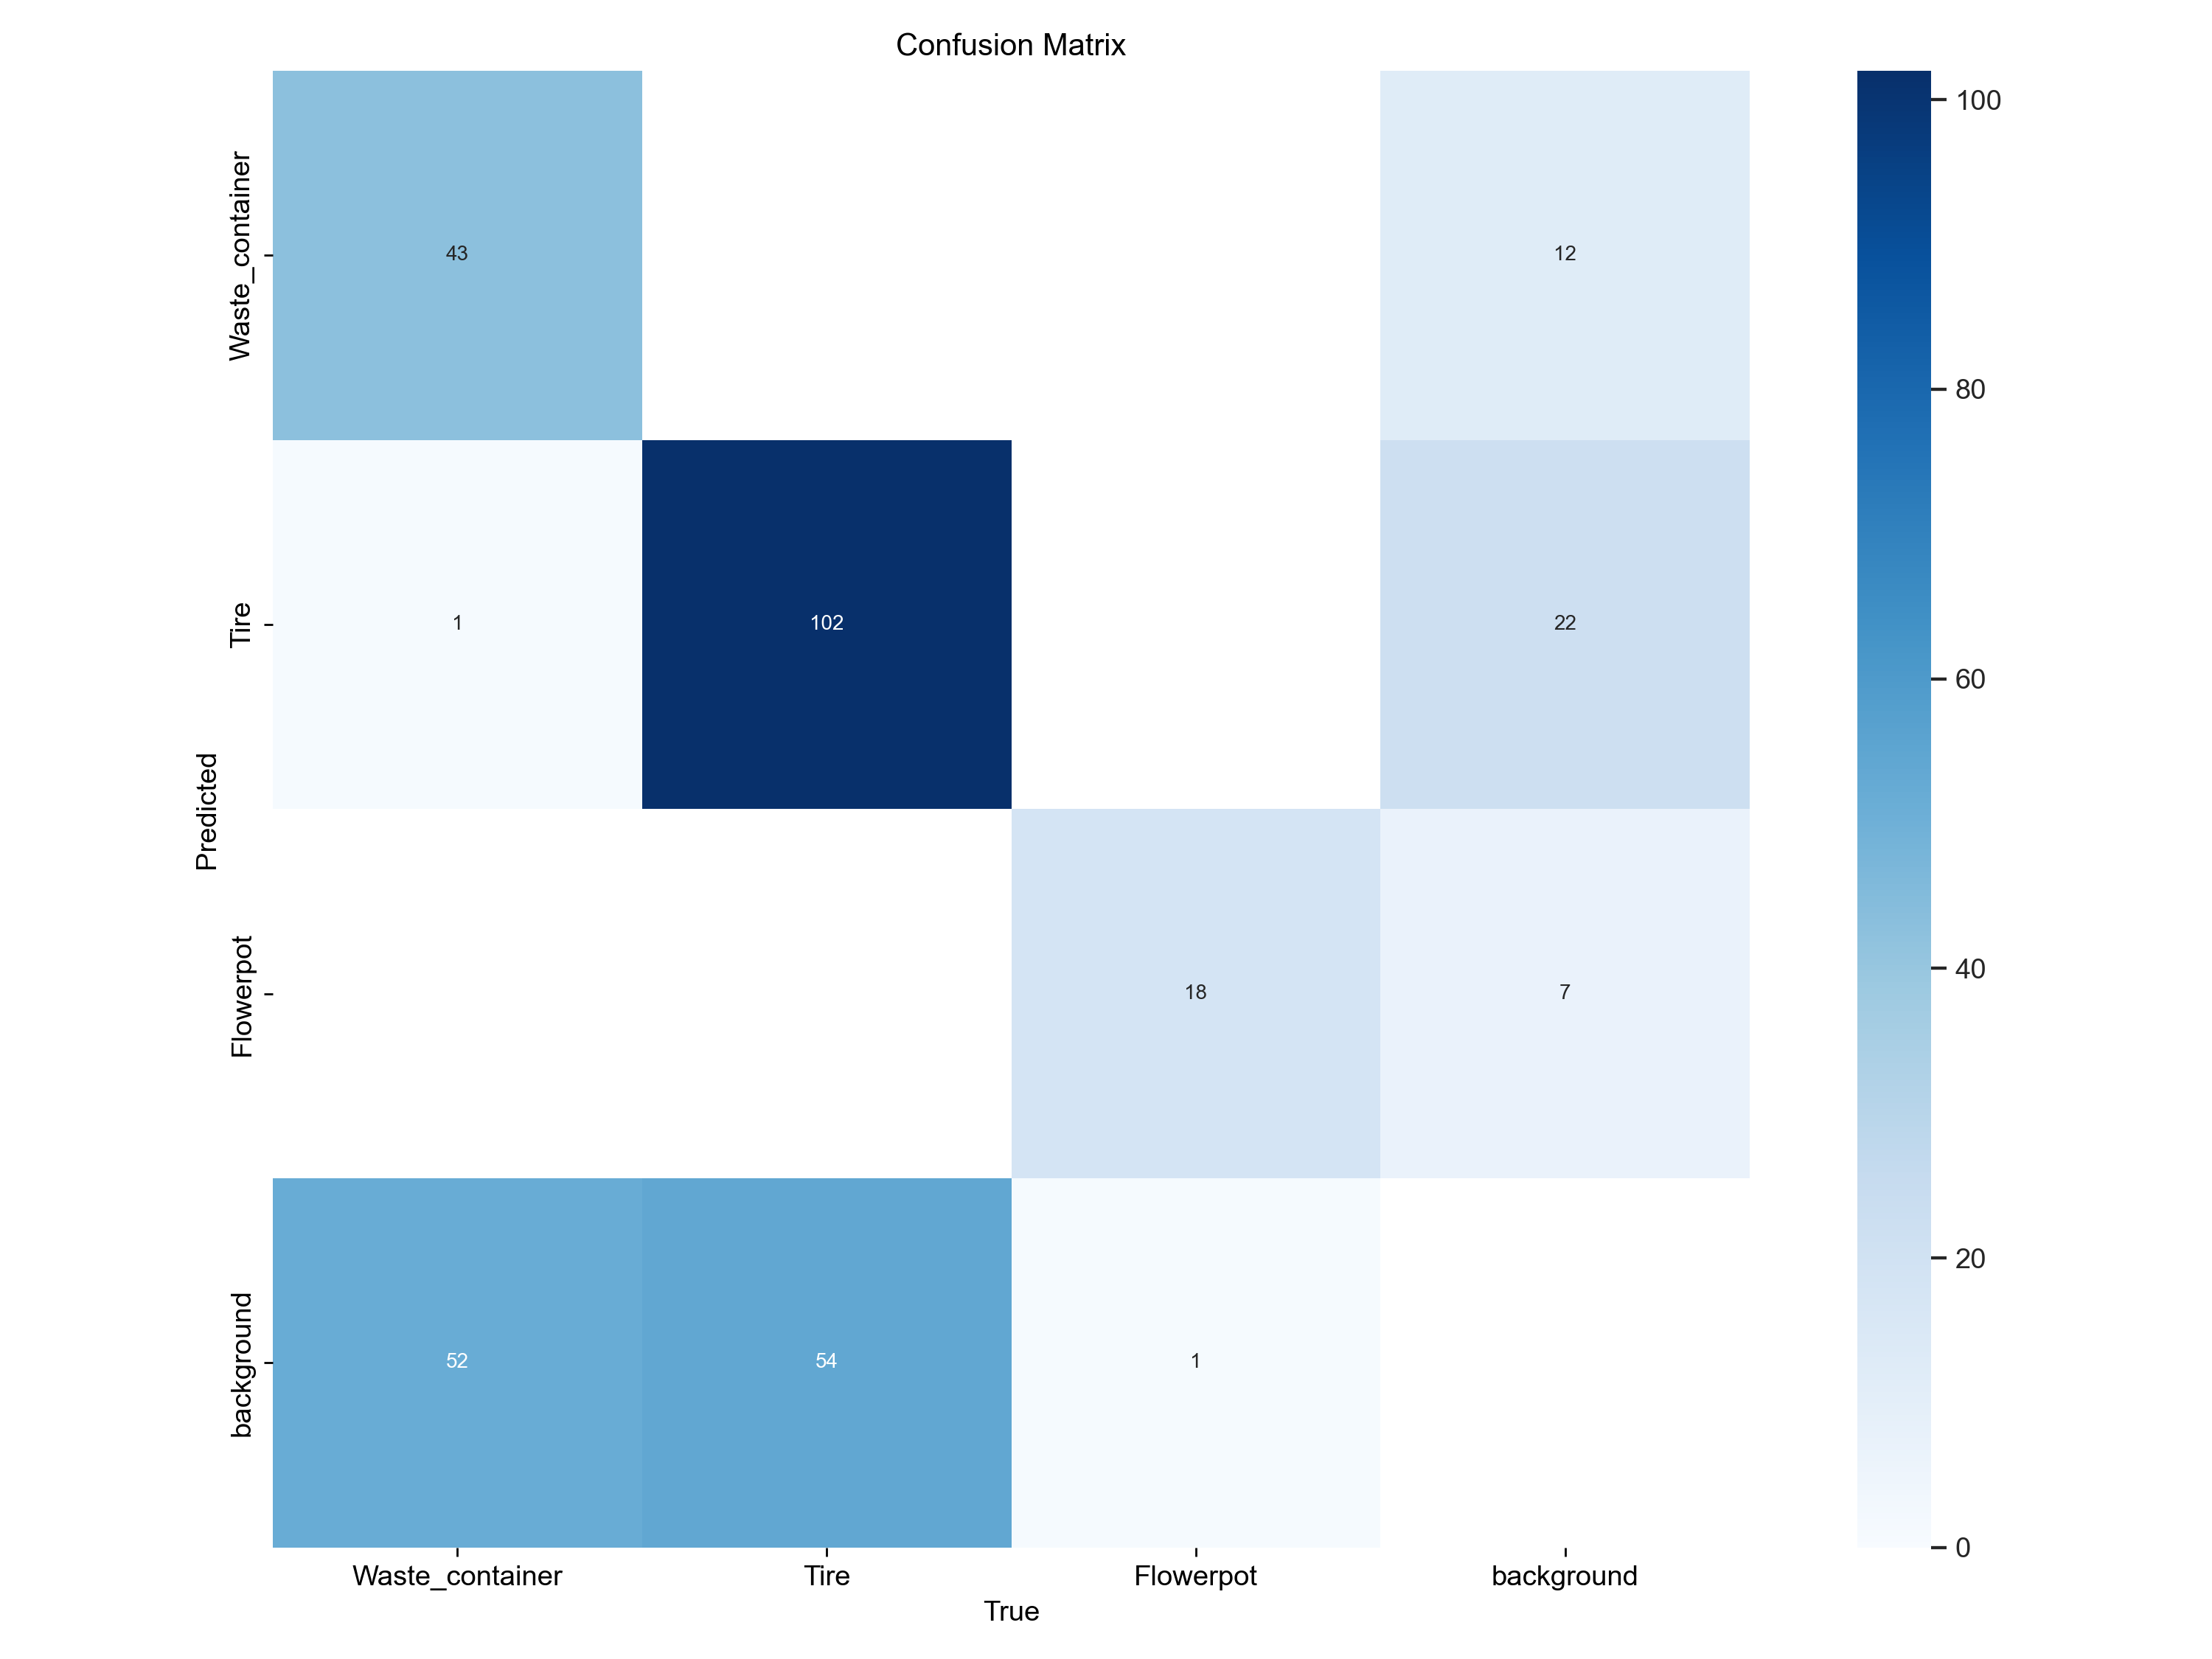 Confusion Matrix
Waste_container
43
12
100
80
Tire
1
102
22
60
Predicted
Flowerpot
18
7
40
20
background
52
54
1
0
Waste_container
Tire
Flowerpot
background
True